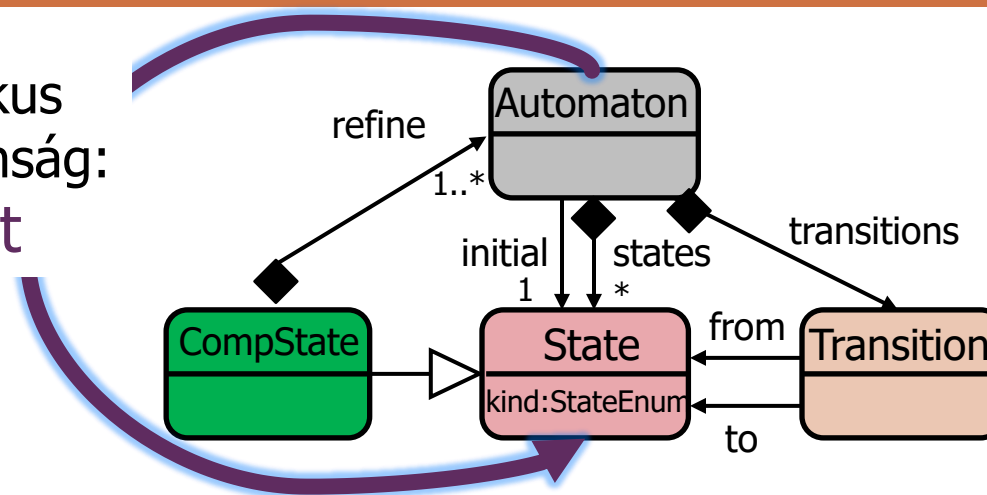 kus
nság:
t
Automaton
refine
1..*
initial
1
states
*
transitions
CompState
State
kind:StateEnum
from
to
Transition